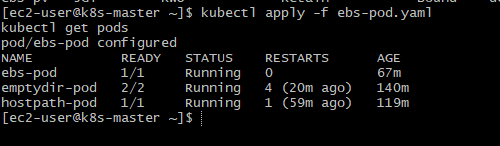 [ec2-user@k8s-master ~]$ kubectl apply -f ebs-pod.yaml
kubectl get pods
pod/ebs-pod configured
NAME READY STATUS RESTARTS AGE
ebs-pod 1/1 Running 0 67m
emptydir-pod 2/2 Running 4 (20m ago) 140m
hostpath-pod 1/1 Running 1 (59m ago) 119m
[ec2-user@k8s-master ~]$